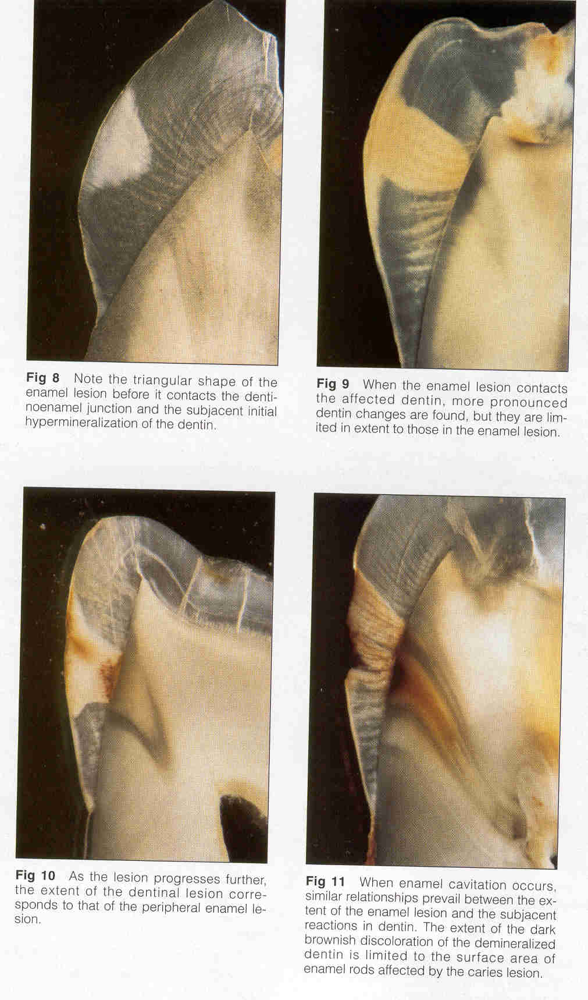 Fig 8 Note the triangular shape of the
enamel lesion before it contacts the denti-
noenamel junction and the subjacent initial
hypermineralization of the dentin.
Fig 9 When the enamel lesion contacts
the affected dentin, more pronounced
dentin changes are found, but they are lim-
ited in extent to those in the enamel lesion.
Fig 10 As the lesion progresses further,
the extent of the dentinal lesion corre-
sponds to that of the peripheral enamel le-
sion.
Fig 11 When enamel cavitation occurs,
similar relationships prevail between the ex-
tent of the enamel lesion and the subjacent
reactions in dentin. The extent of the dark
brownish discoloration of the demineralized
dentin is limited to the surface area of
enamel rods affected by the caries lesion.